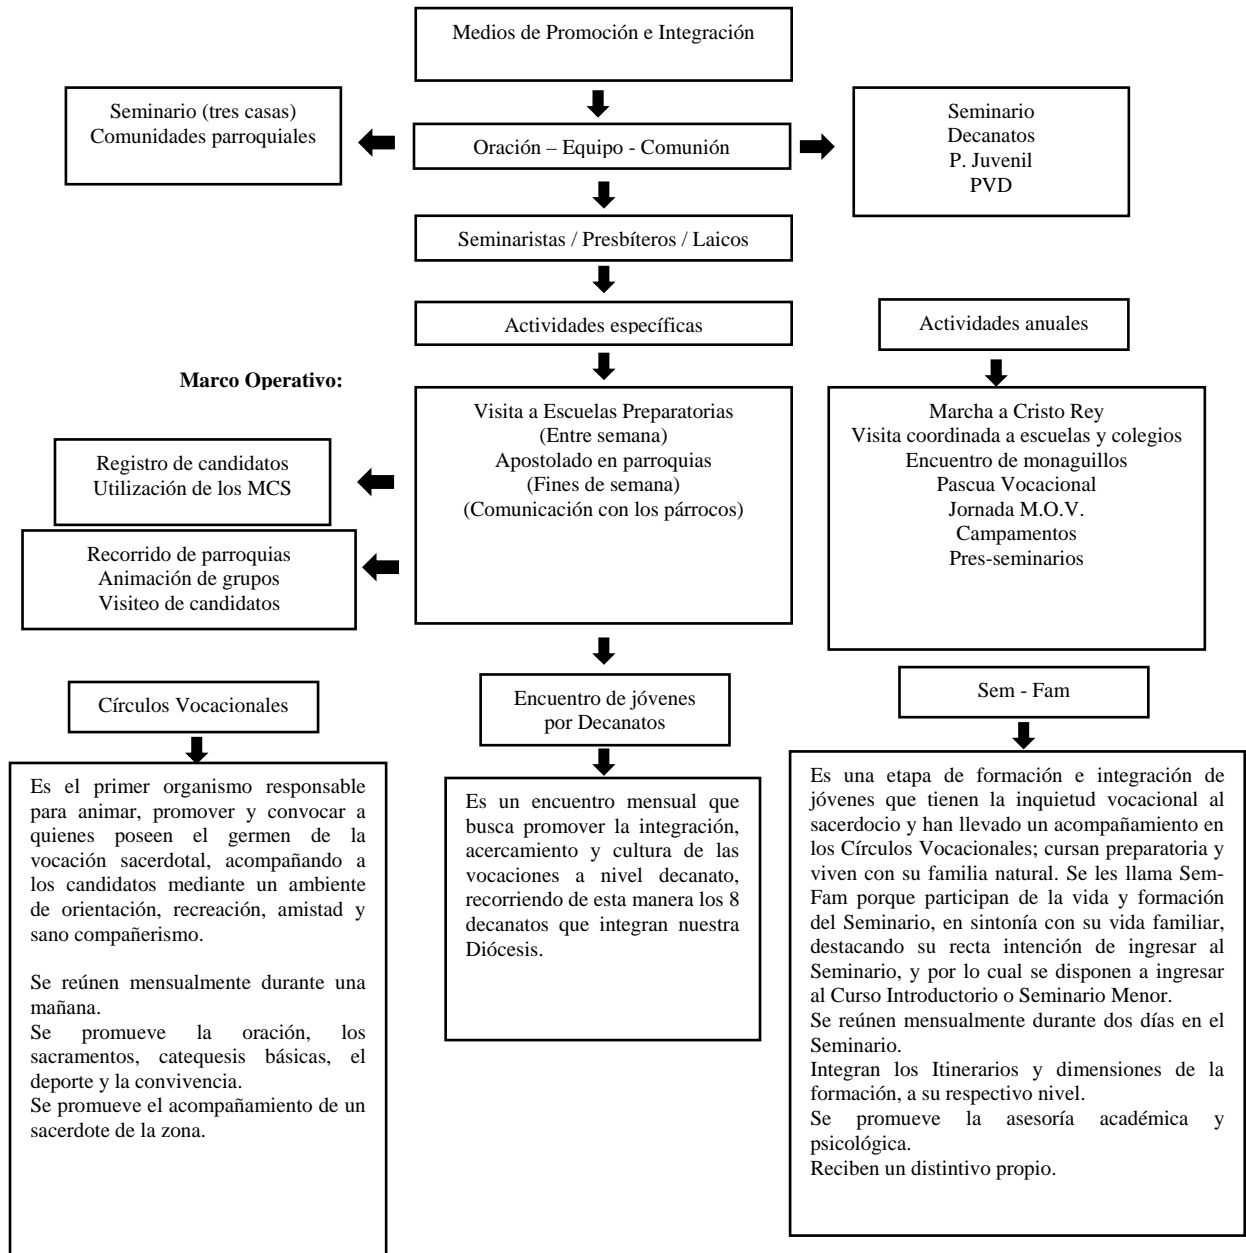 Medios de Promoción e Integración
Seminario (tres casas)
Comunidades parroquiales
Oración – Equipo - Comunión
Seminario
Decanatos
P. Juvenil
PVD
Seminaristas / Presbíteros / Laicos
Actividades específicas
Actividades anuales
Marco Operativo:
Visita a Escuelas Preparatorias
(Entre semana)
Apostolado en parroquias
(Fines de semana)
(Comunicación con los párrocos)
Marcha a Cristo Rey
Visita coordinada a escuelas y colegios
Encuentro de monaguillos
Pascua Vocacional
Jornada M.O.V.
Campamentos
Pres-seminarios
Registro de candidatos
Utilización de los MCS
Recorrido de parroquias
Animación de grupos
Visiteo de candidatos
Círculos Vocacionales
Encuentro de jóvenes
por Decanatos
Sem - Fam
Es el primer organismo responsable
para animar, promover y convocar a
quienes poseen el germen de la
vocación sacerdotal, acompañando a
los candidatos mediante un ambiente
de orientación, recreación, amistad y
sano compañerismo.
Se reúnen mensualmente durante una
mañana.
Se promueve la oración, los
sacramentos, catequesis básicas, el
deporte y la convivencia.
Se promueve el acompañamiento de un
sacerdote de la zona.
Es un encuentro mensual que
busca promover la integración,
acercamiento y cultura de las
vocaciones a nivel decanato,
recorriendo de esta manera los 8
decanatos que integran nuestra
Diócesis.
Es una etapa de formación e integración de
jóvenes que tienen la inquietud vocacional al
sacerdocio y han llevado un acompañamiento en
los Círculos Vocacionales; cursan preparatoria y
viven con su familia natural. Se les llama Sem-
Fam porque participan de la vida y formación
del Seminario, en sintonía con su vida familiar,
destacando su recta intención de ingresar al
Seminario, y por lo cual se disponen a ingresar
al Curso Introductorio o Seminario Menor.
Se reúnen mensualmente durante dos días en el
Seminario.
Integran los Itinerarios y dimensiones de la
formación, a su respectivo nivel.
Se promueve la asesoría académica y
psicológica.
Reciben un distintivo propio.